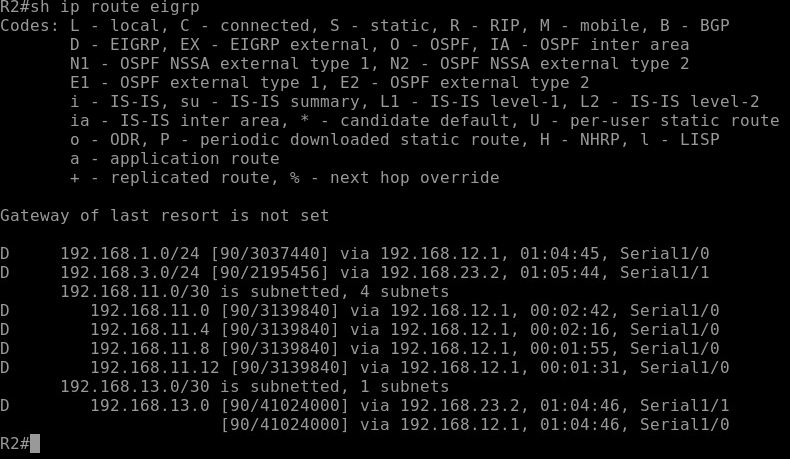 R2#sh ip route eigrp
Codes: L - local, C - connected, S - static, R - RIP, M - mobile, B - BGP
       D - EIGRP, EX - EIGRP external, O - OSPF, IA - OSPF inter area
       N1 - OSPF NSSA external type 1, N2 - OSPF NSSA external type 2
       E1 - OSPF external type 1, E2 - OSPF external type 2
       i - IS-IS, su - IS-IS summary, L1 - IS-IS level-1, L2 - IS-IS level-2
       ia - IS-IS inter area, * - candidate default, U - per-user static route
       o - ODR, P - periodic downloaded static route, H - NHRP, l - LISP
       a - application route
       + - replicated route, % - next hop override

Gateway of last resort is not set

D     192.168.1.0/24 [90/3037440] via 192.168.12.1, 01:04:45, Serial1/0
D     192.168.3.0/24 [90/2195456] via 192.168.23.2, 01:05:44, Serial1/1
      192.168.11.0/30 is subnetted, 4 subnets
D        192.168.11.0 [90/3139840] via 192.168.12.1, 00:02:42, Serial1/0
D        192.168.11.4 [90/3139840] via 192.168.12.1, 00:02:16, Serial1/0
D        192.168.11.8 [90/3139840] via 192.168.12.1, 00:01:55, Serial1/0
D        192.168.11.12 [90/3139840] via 192.168.12.1, 00:01:31, Serial1/0
      192.168.13.0/30 is subnetted, 1 subnets
D        192.168.13.0 [90/41024000] via 192.168.23.2, 01:04:46, Serial1/1
                      [90/41024000] via 192.168.12.1, 01:04:46, Serial1/0
R2#